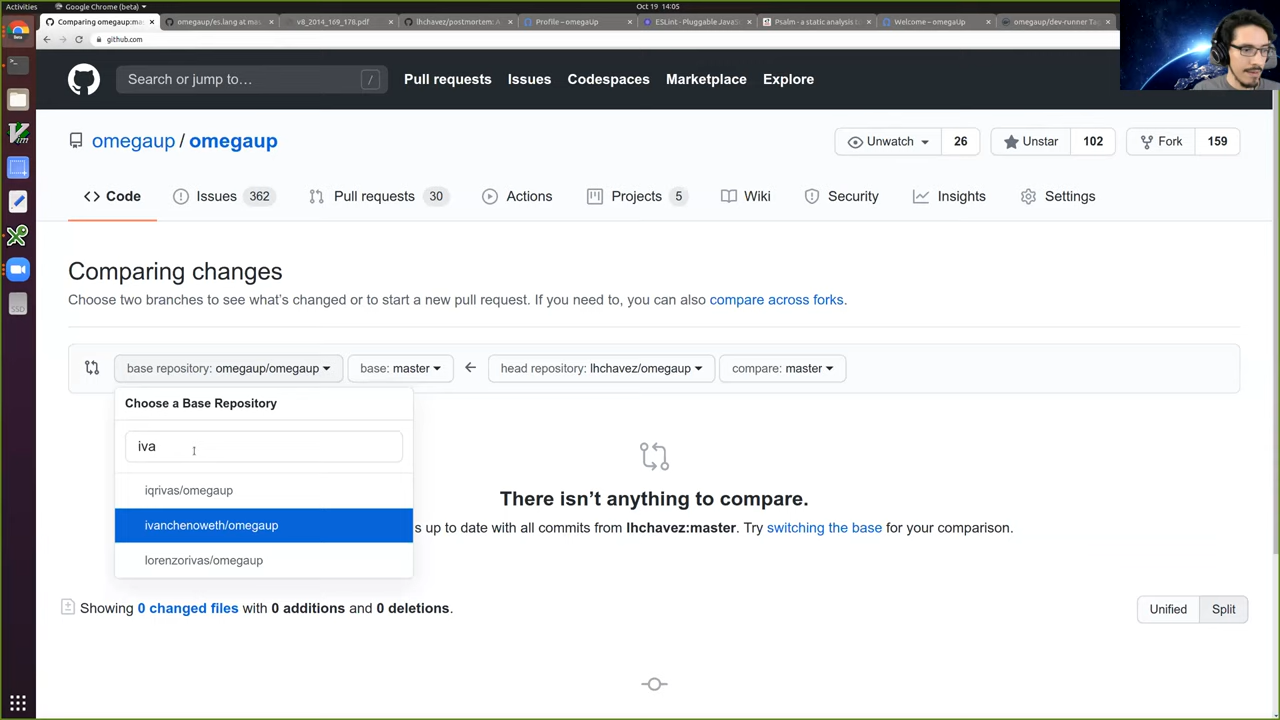 Activities
Google Chrome (beta)
Oct 19 14:05
Comparing omegaup:mas
omegaup/es.lang at mas
v8_2014_169_178.pdf
lhchavez/postmortem: A
Profile – omegaUp
ESLint - Pluggable JavaS
Psalm - a static analysis
Welcome – omegaUp
omegaup/dev-runner Tag
github.com
Search or jump to…
/
Pull requests
Issues
Codespaces
Marketplace
Explore
omegaup / omegaup
Unwatch
26
Unstar
102
Fork
159
Code
Issues
362
Pull requests
30
Actions
Projects
5
Wiki
Security
Insights
Settings
Comparing changes
Choose two branches to see what’s changed or to start a new pull request. If you need to, you can also compare across forks.
base repository: omegaup/omegaup
base: master
head repository: lhchavez/omegaup
compare: master
Choose a Base Repository
iva
iqrivas/omegaup
ivanchenoweth/omegaup
lorenzorivas/omegaup
There isn’t anything to compare.
s up to date with all commits from lhchavez:master. Try switching the base for your comparison.
Showing 0 changed files with 0 additions and 0 deletions.
Unified
Split
SSD